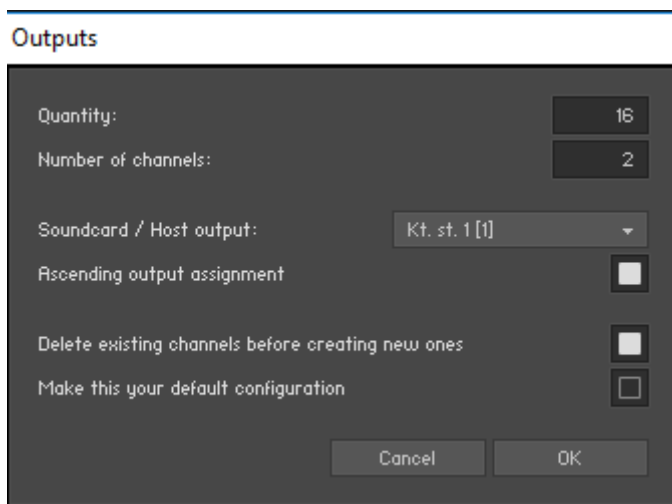 Outputs
Quantity: 16
Number of channels: 2
Soundcard / Host output: Kt. st. 1 [1]
Ascending output assignment
Delete existing channels before creating new ones
Make this your default configuration
Cancel OK